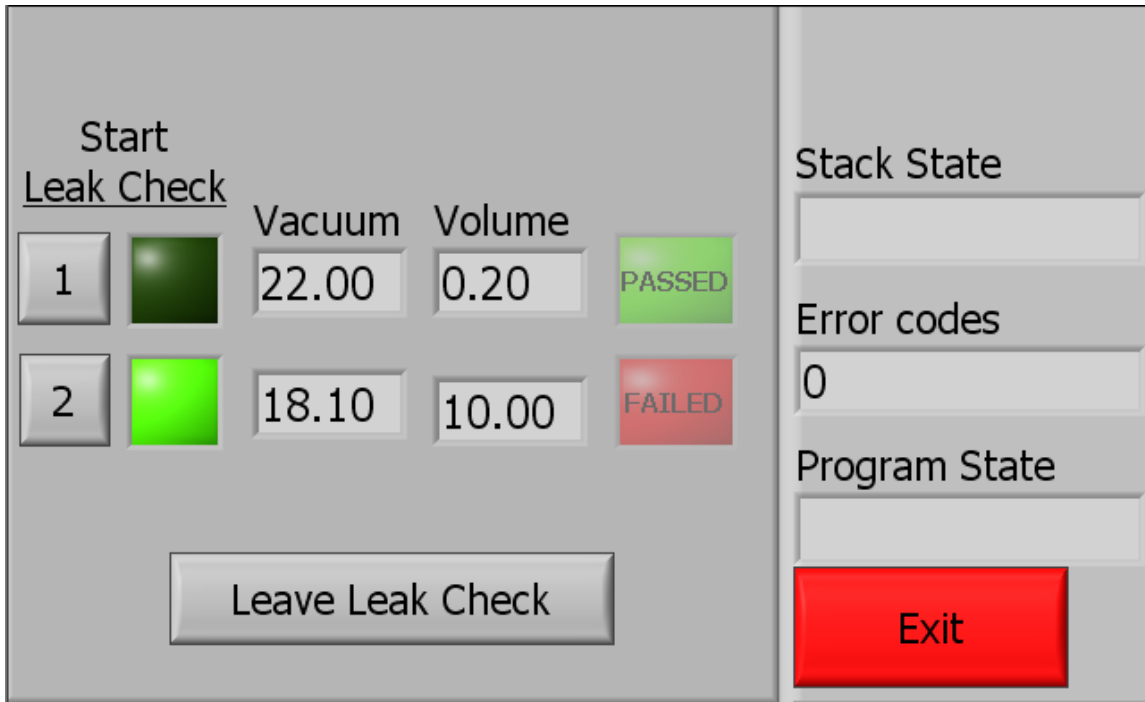 Start
Leak Check
Vacuum Volume
1 22.00 0.20 PASSED
2 18.10 10.00 FAILED
Leave Leak Check
Stack State
Error codes
0
Program State
Exit